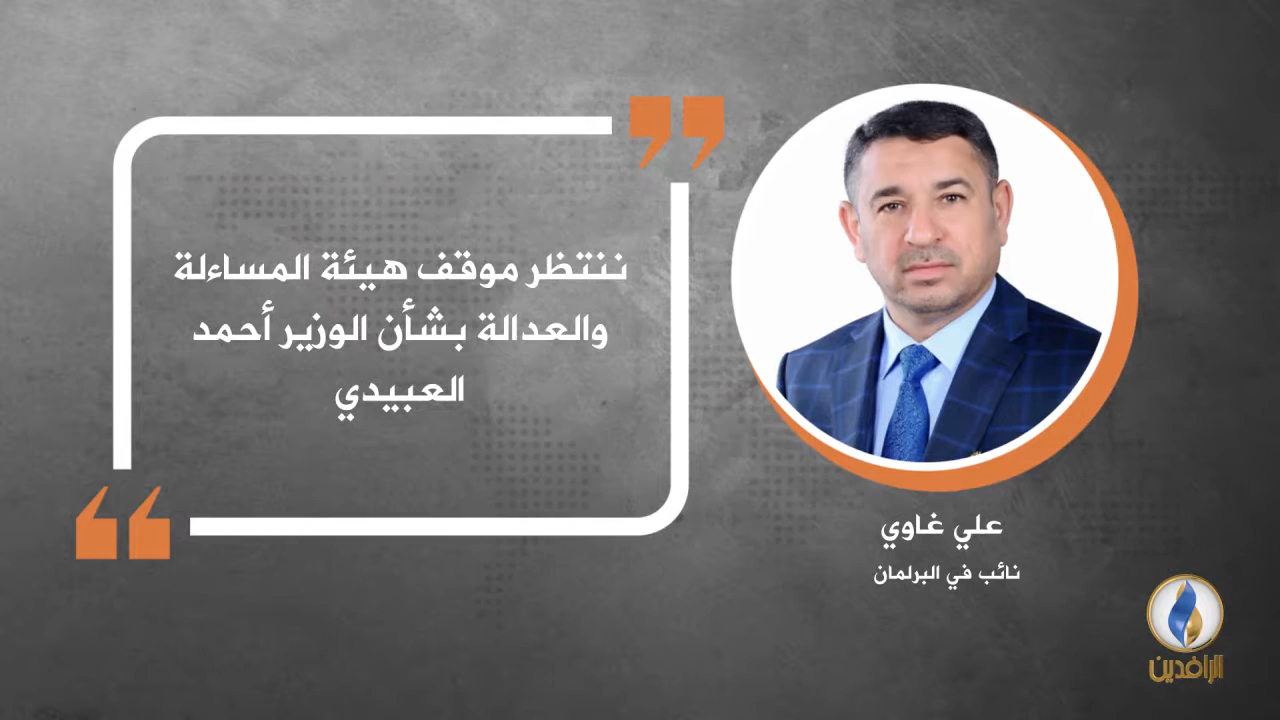 ننتظر موقف هيئة المساءلة
والعدالة بشأن الوزير أحمد
العبيدي
علي غاوي
نائب في البرلمان
الرافدين